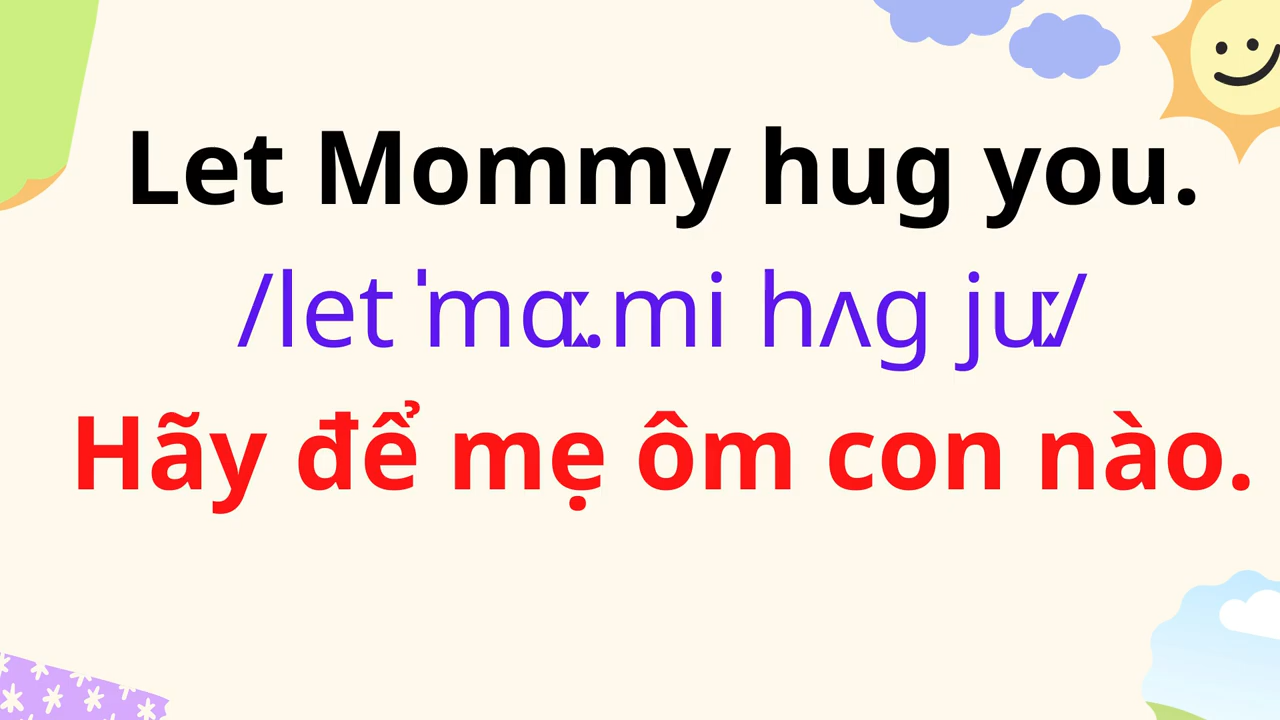 Let Mommy hug you.
/let ˈmɑː.mi hʌg juː/
Hãy để mẹ ôm con nào.